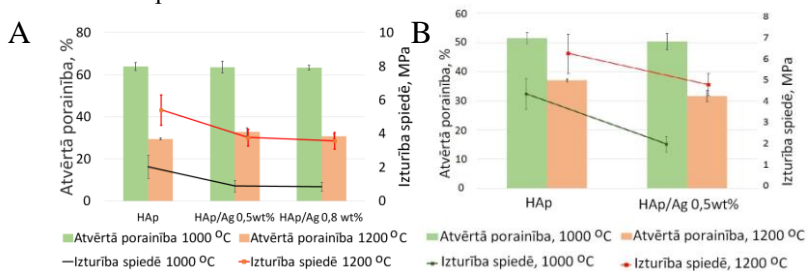 A
Atvērtā porainība, %
80
60
40
20
0
10
8
6
4
2
0
Izturība spiedē, MPa
HAp HAp/Ag 0,5wt% HAp/Ag 0,8 wt%
Atvērtā porainība 1000 ºC Atvērtā porainība 1200 ºC
Izturība spiedē 1000 ºC Izturība spiedē 1200 ºC
B
Atvērtā porainība, %
60
50
40
30
20
10
0
8
7
6
5
4
3
2
1
0
Izturība spiedē, MPa
HAp HAp/Ag 0,5wt%
Atvērtā porainība, 1000 ºC Atvērtā porainība, 1200 ºC
Izturība spiedē, 1000 ºC Izturība spiedē, 1200 ºC